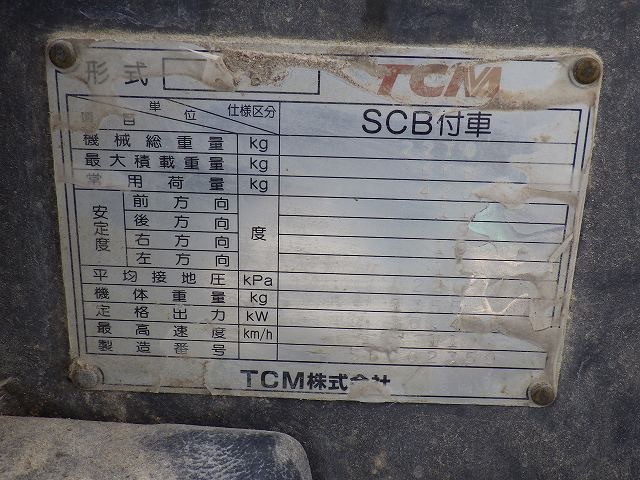 形式 TCM
単位 仕様区分 SCB付車
項目
機械総重量 kg
最大積載重量 kg
常用荷重 kg
安定度 前方向 度
後方向
右方向
左方向
平均接地圧 kPa
機体重量 kg
定格出力 kW
最高速度 km/h
製造番号
TCM株式会社